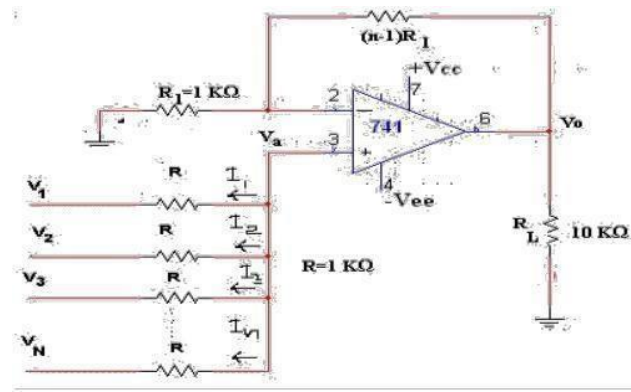 (n-1)R1
+Vcc
R1=1 KΩ
2
7
6
741
Vo
Va
3
4
-Vee
R
I1
V1
I2
V2
R
RL
10 KΩ
R
V3
R=1 KΩ
R
VN